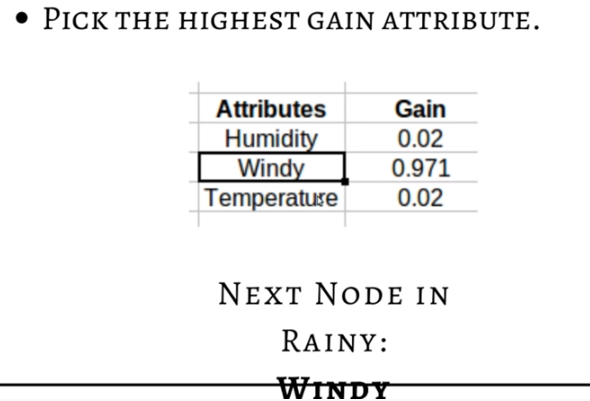 • Pick the highest gain attribute.
Attributes Gain
Humidity 0.02
Windy 0.971
Temperature 0.02
Next Node in
Rainy:
Windy